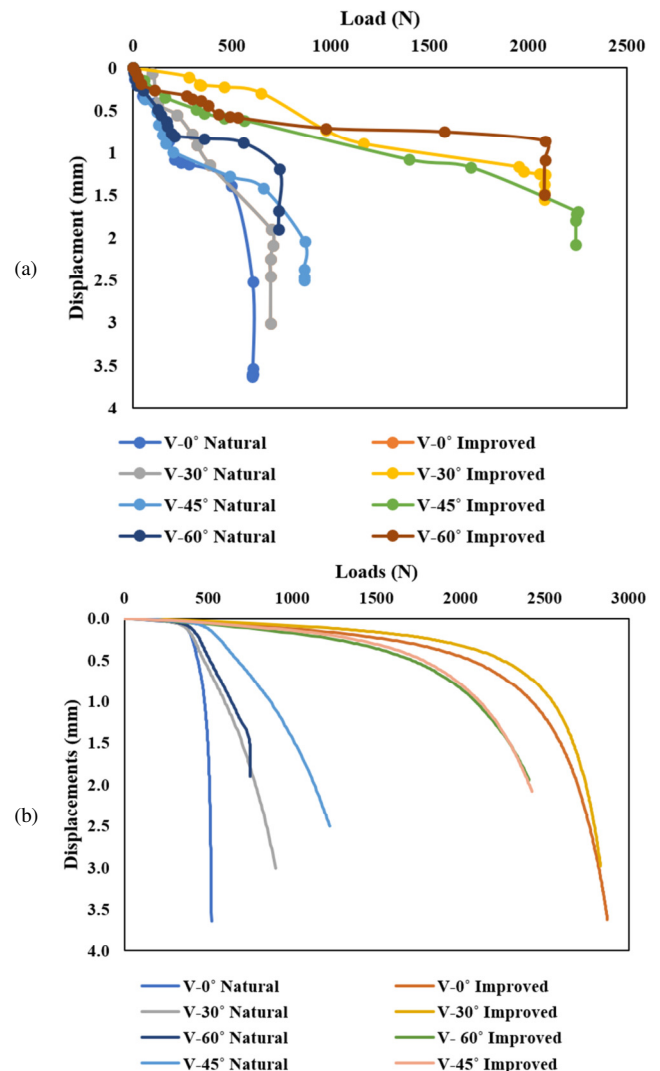 Load (N)
0 500 1000 1500 2000 2500
0
0.5
1
1.5
2
2.5
3
3.5
4
Displacment (mm)
(a)
V-0˚ Natural V-0˚ Improved
V-30˚ Natural V-30˚ Improved
V-45˚ Natural V-45˚ Improved
V-60˚ Natural V-60˚ Improved
Loads (N)
0 500 1000 1500 2000 2500 3000
0.0
0.5
1.0
1.5
2.0
2.5
3.0
3.5
4.0
Displacements (mm)
(b)
V-0˚ Natural V-0˚ Improved
V-30˚ Natural V-30˚ Improved
V-60˚ Natural V- 60˚ Improved
V-45˚ Natural V-45˚ Improved